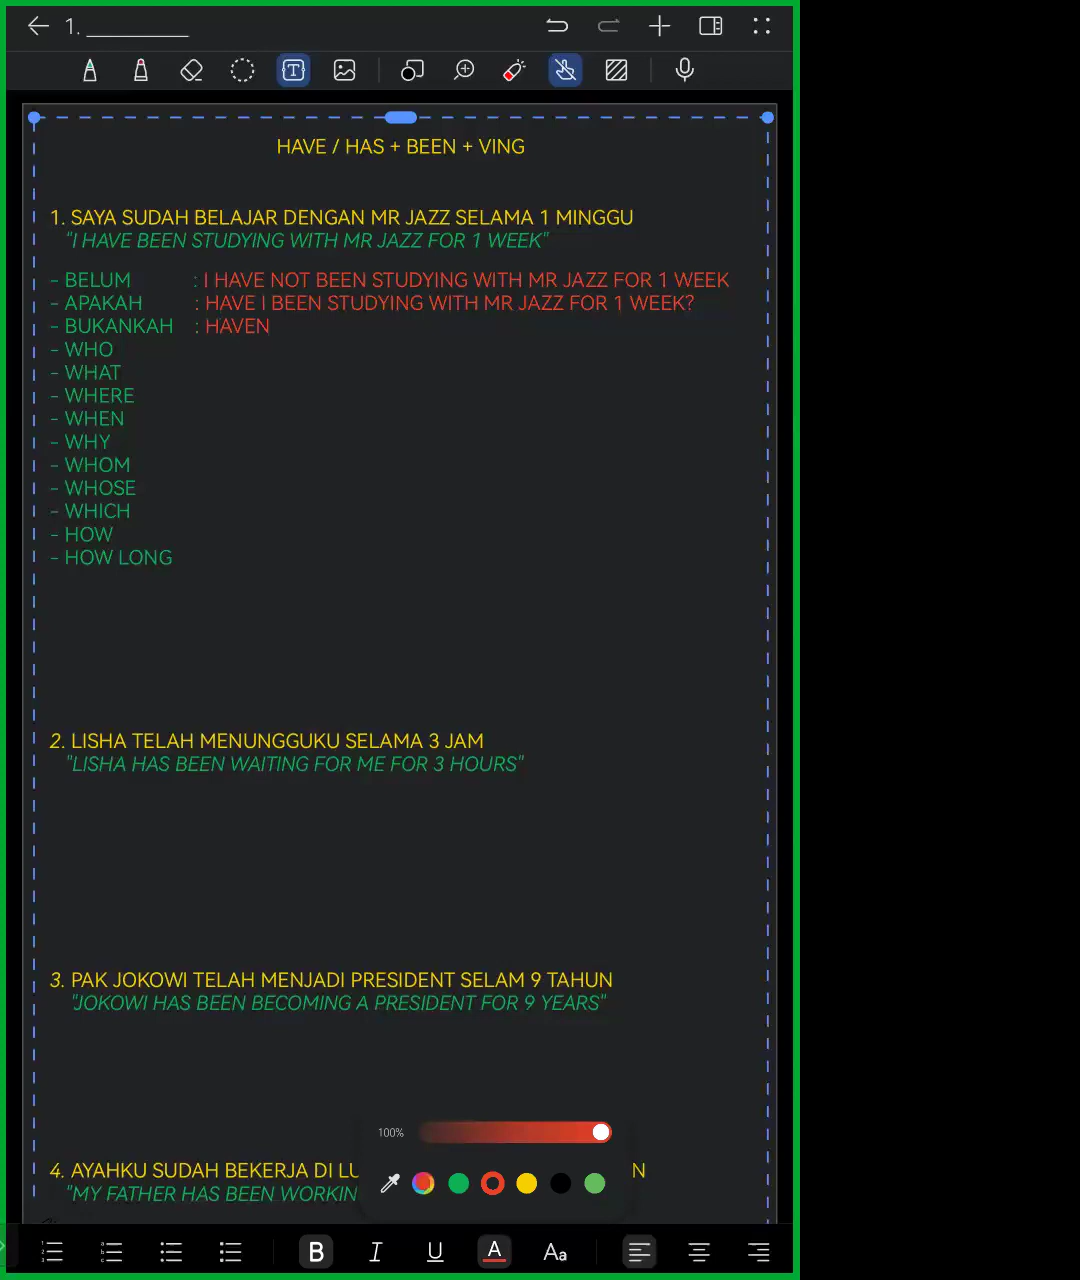 1. __________
HAVE / HAS + BEEN + VING
1. SAYA SUDAH BELAJAR DENGAN MR JAZZ SELAMA 1 MINGGU
"I HAVE BEEN STUDYING WITH MR JAZZ FOR 1 WEEK"
- BELUM : I HAVE NOT BEEN STUDYING WITH MR JAZZ FOR 1 WEEK
- APAKAH : HAVE I BEEN STUDYING WITH MR JAZZ FOR 1 WEEK?
- BUKANKAH : HAVEN
- WHO
- WHAT
- WHERE
- WHEN
- WHY
- WHOM
- WHOSE
- WHICH
- HOW
- HOW LONG
2. LISHA TELAH MENUNGGUKU SELAMA 3 JAM
"LISHA HAS BEEN WAITING FOR ME FOR 3 HOURS"
3. PAK JOKOWI TELAH MENJADI PRESIDENT SELAM 9 TAHUN
"JOKOWI HAS BEEN BECOMING A PRESIDENT FOR 9 YEARS"
100%
4. AYAHKU SUDAH BEKERJA DI LU N
"MY FATHER HAS BEEN WORKIN
B I U A Aa